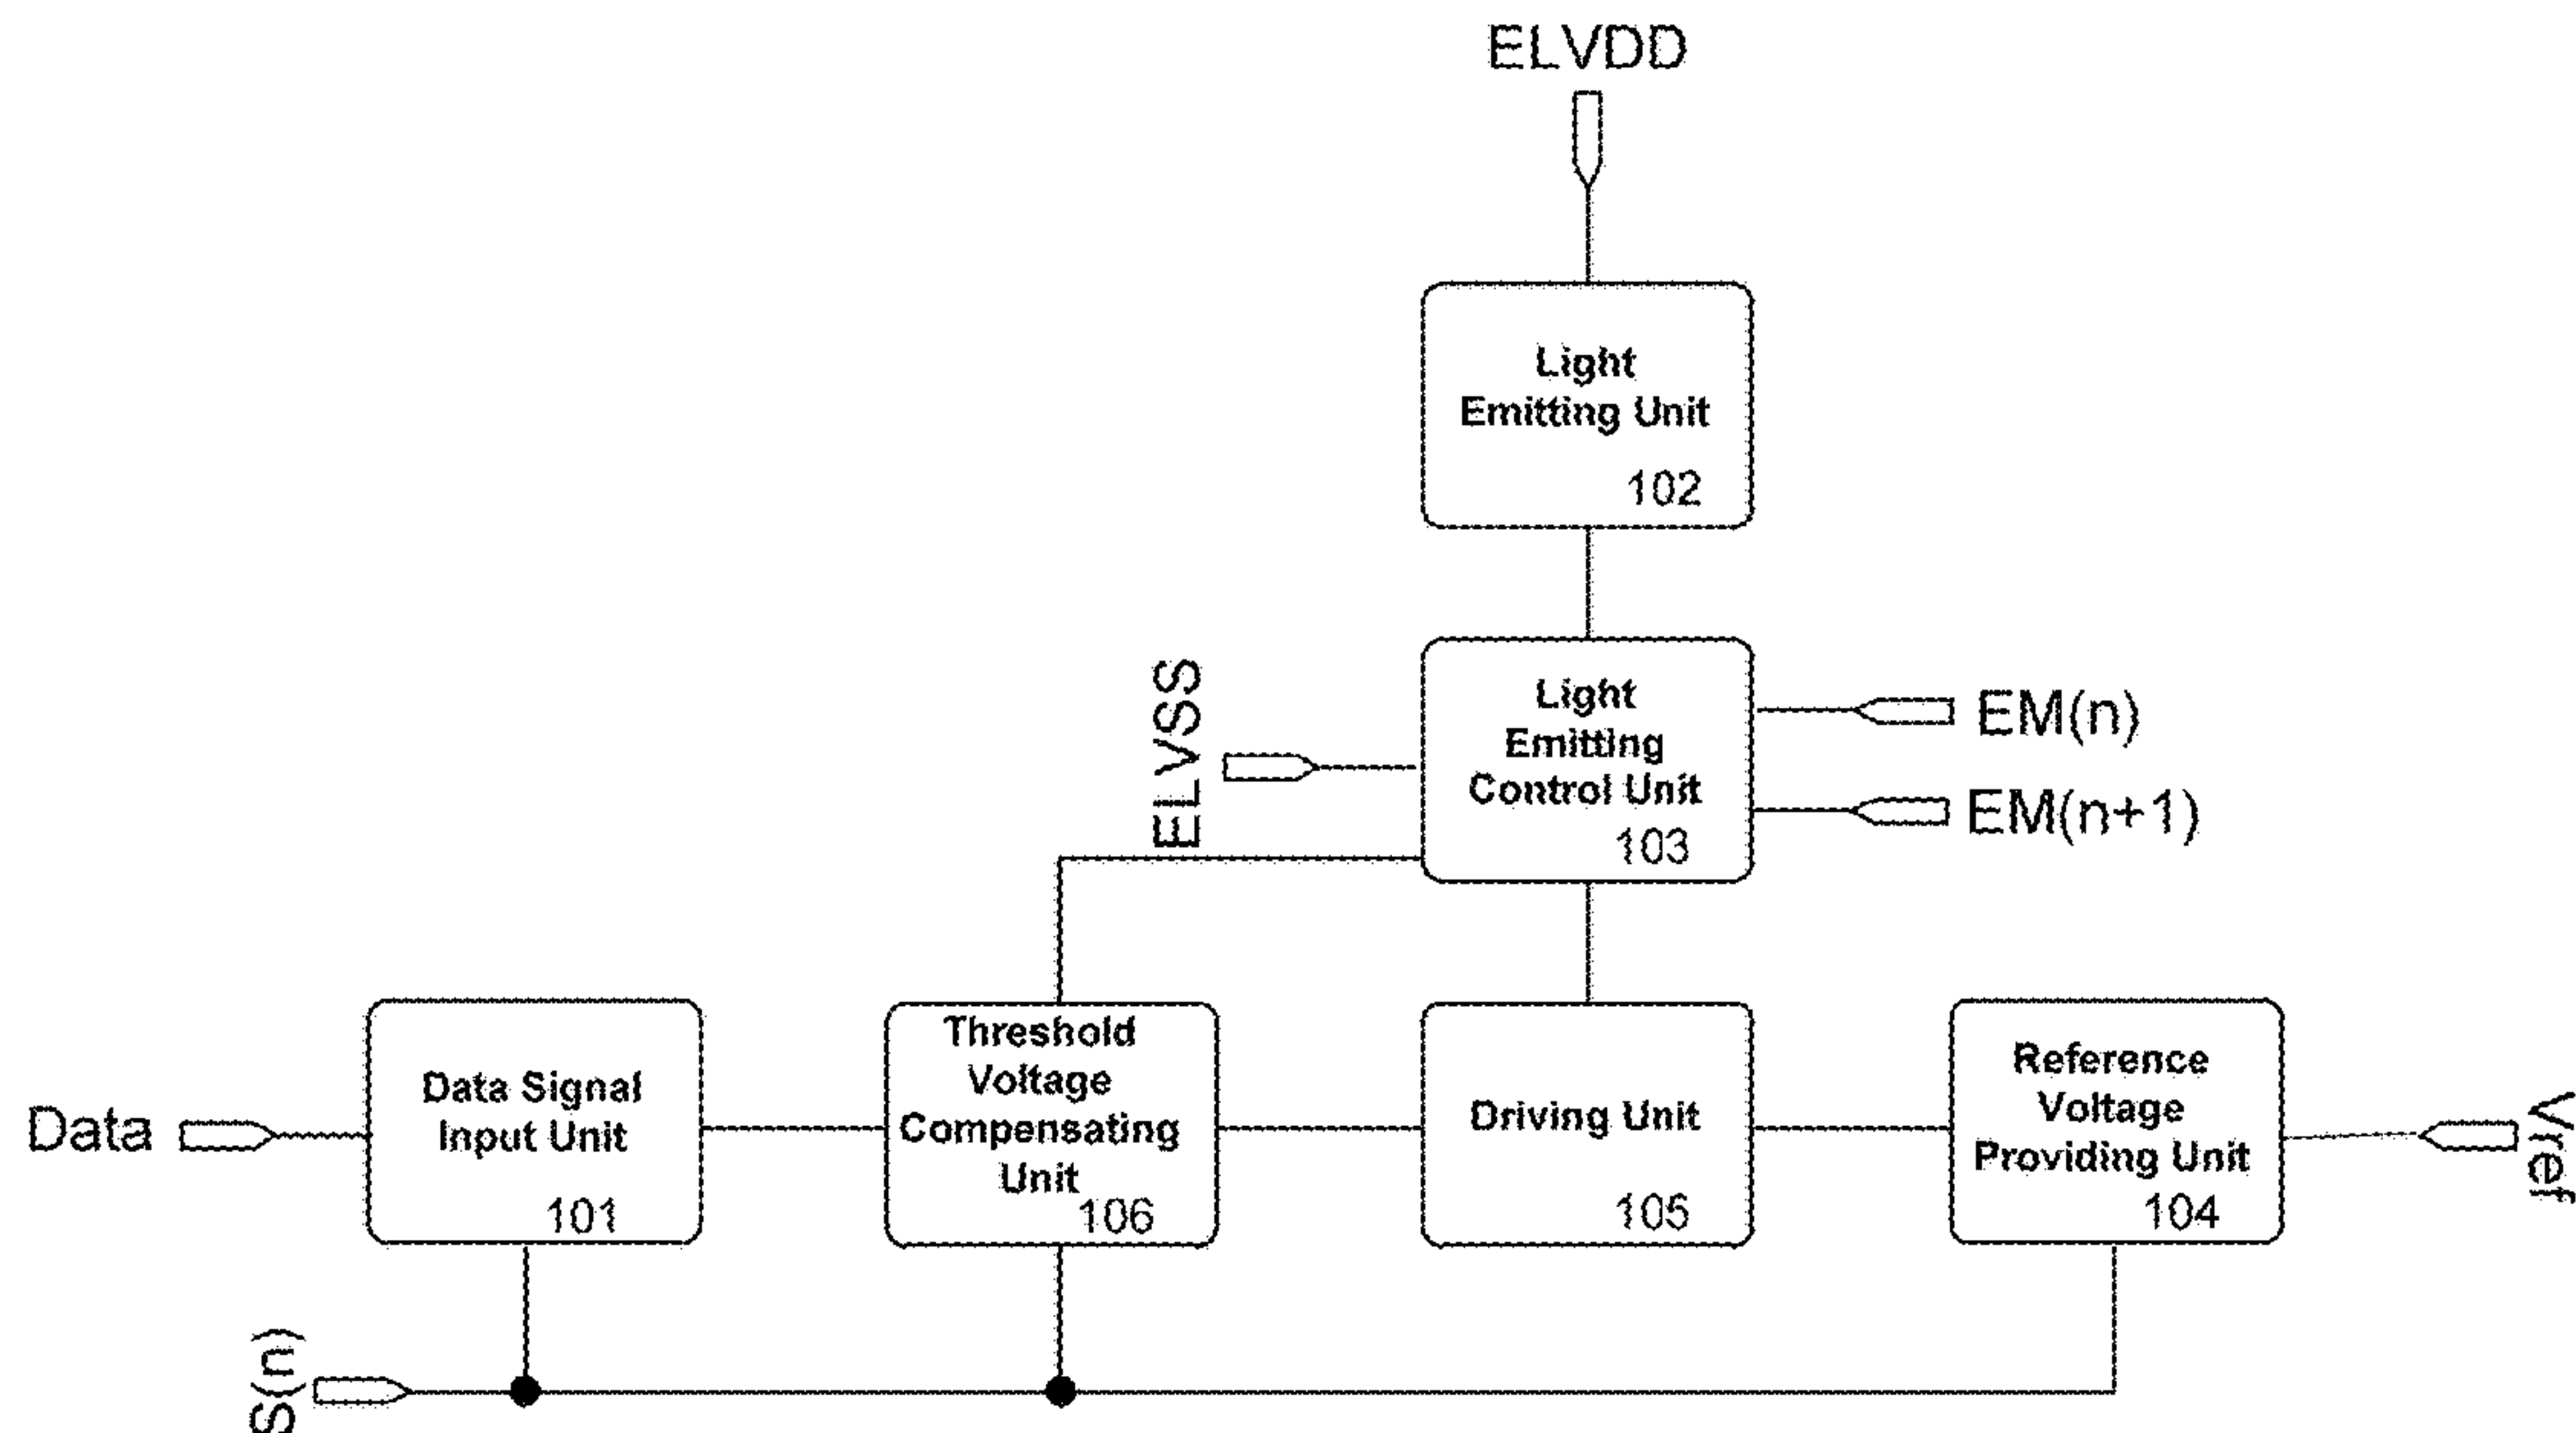 ELVDD
Light
Emitting Unit
102
ELVSS
Light
Emitting
Control Unit
103
EM(n)
EM(n+1)
Data
Data Signal
Input Unit
101
Threshold
Voltage
Compensating
Unit
106
Driving Unit
105
Reference
Voltage
Providing Unit
104
Vref
S(n)